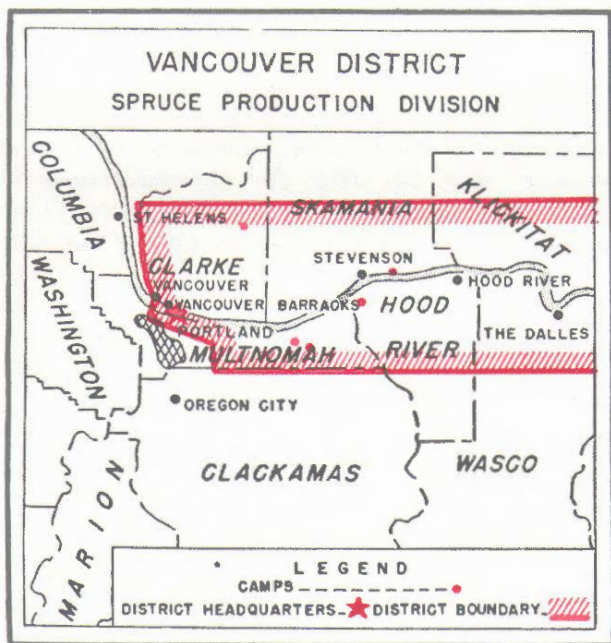 VANCOUVER DISTRICT
SPRUCE PRODUCTION DIVISION
COLUMBIA
ST HELENS
SKAMANIA
KLICKITAT
CLARKE
STEVENSON
HOOD RIVER
VANCOUVER
VANCOUVER BARRACKS
HOOD
WASHINGTON
PORTLAND
THE DALLES
MULTNOMAH
RIVER
OREGON CITY
CLACKAMAS
WASCO
MARION
LEGEND
CAMPS
DISTRICT HEADQUARTERS
DISTRICT BOUNDARY